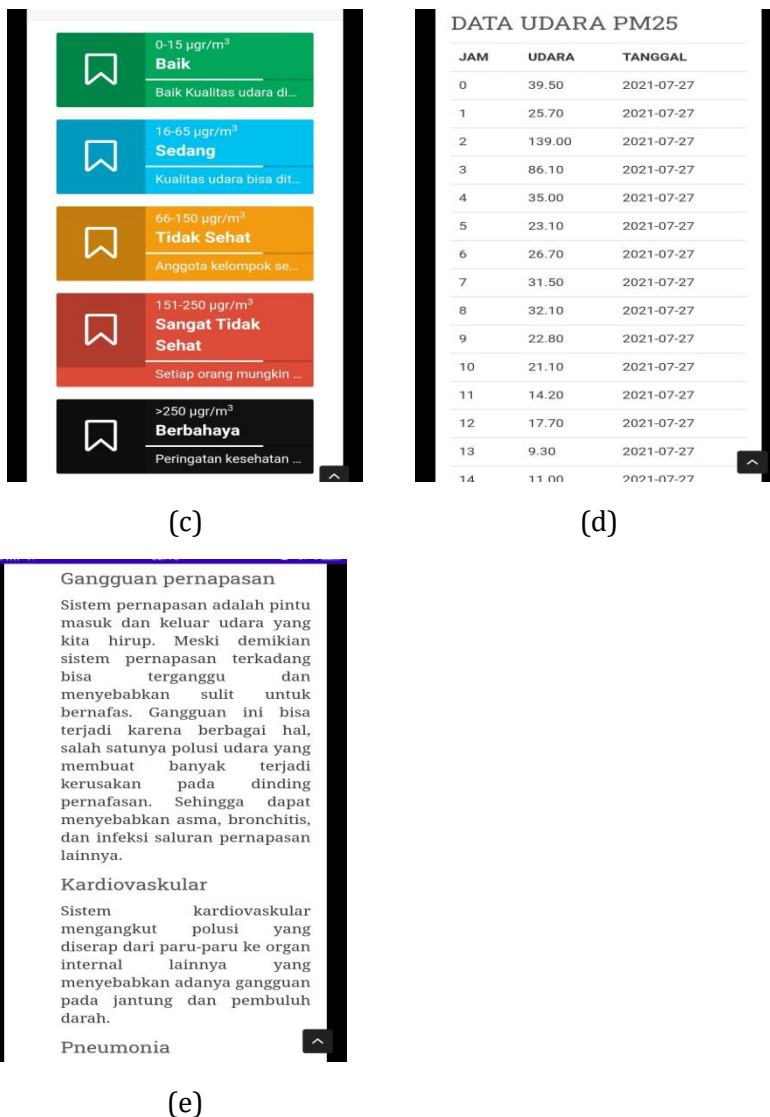 0-15 µgr/m³
Baik
Baik Kualitas udara di...
16-65 µgr/m³
Sedang
Kualitas udara bisa dit...
66-150 µgr/m³
Tidak Sehat
Anggota kelompok se...
151-250 µgr/m³
Sangat Tidak
Sehat
Setiap orang mungkin ...
>250 µgr/m³
Berbahaya
Peringatan kesehatan ...
(c)
DATA UDARA PM25
JAM UDARA TANGGAL
0 39.50 2021-07-27
1 25.70 2021-07-27
2 139.00 2021-07-27
3 86.10 2021-07-27
4 35.00 2021-07-27
5 23.10 2021-07-27
6 26.70 2021-07-27
7 31.50 2021-07-27
8 32.10 2021-07-27
9 22.80 2021-07-27
10 21.10 2021-07-27
11 14.20 2021-07-27
12 17.70 2021-07-27
13 9.30 2021-07-27
14 11.00 2021-07-27
(d)
Gangguan pernapasan
Sistem pernapasan adalah pintu
masuk dan keluar udara yang
kita hirup. Meski demikian
sistem pernapasan terkadang
bisa terganggu dan
menyebabkan sulit untuk
bernafas. Gangguan ini bisa
terjadi karena berbagai hal,
salah satunya polusi udara yang
membuat banyak terjadi
kerusakan pada dinding
pernafasan. Sehingga dapat
menyebabkan asma, bronchitis,
dan infeksi saluran pernapasan
lainnya.
Kardiovaskular
Sistem kardiovaskular
mengangkut polusi yang
diserap dari paru-paru ke organ
internal lainnya yang
menyebabkan adanya gangguan
pada jantung dan pembuluh
darah.
Pneumonia
(e)